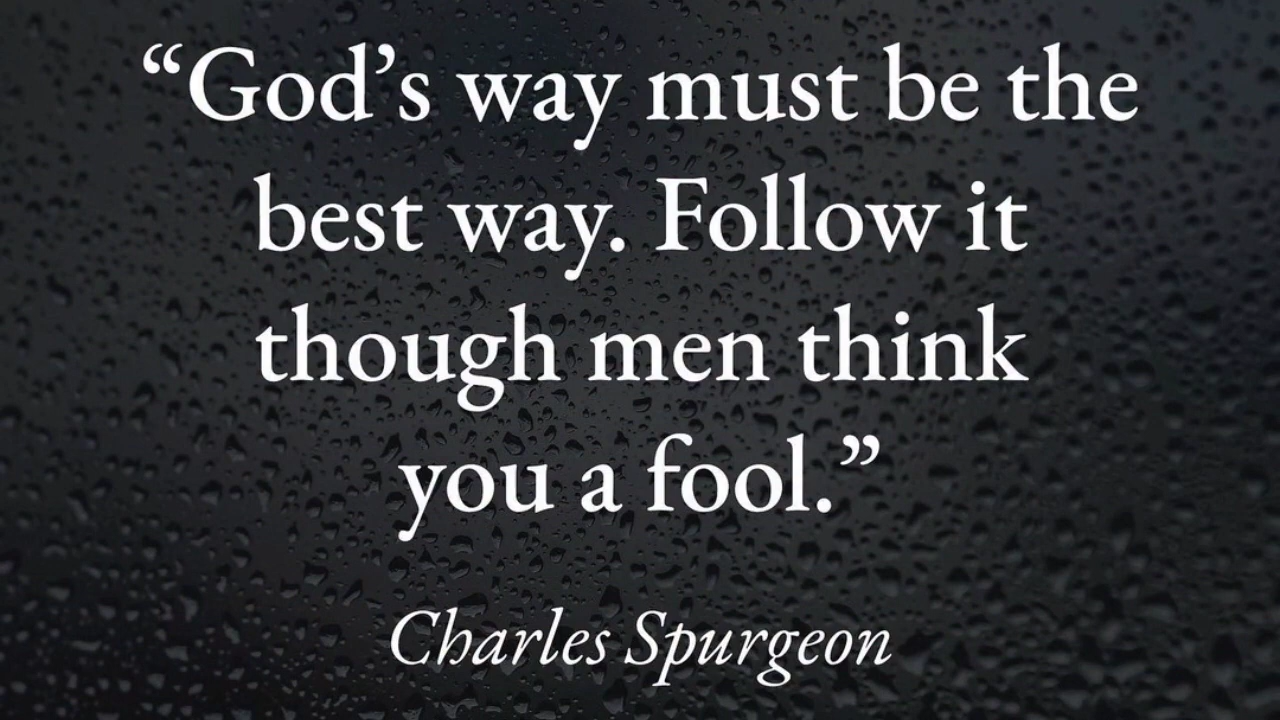 “God’s way must be the
best way. Follow it
though men think
you a fool.”
Charles Spurgeon